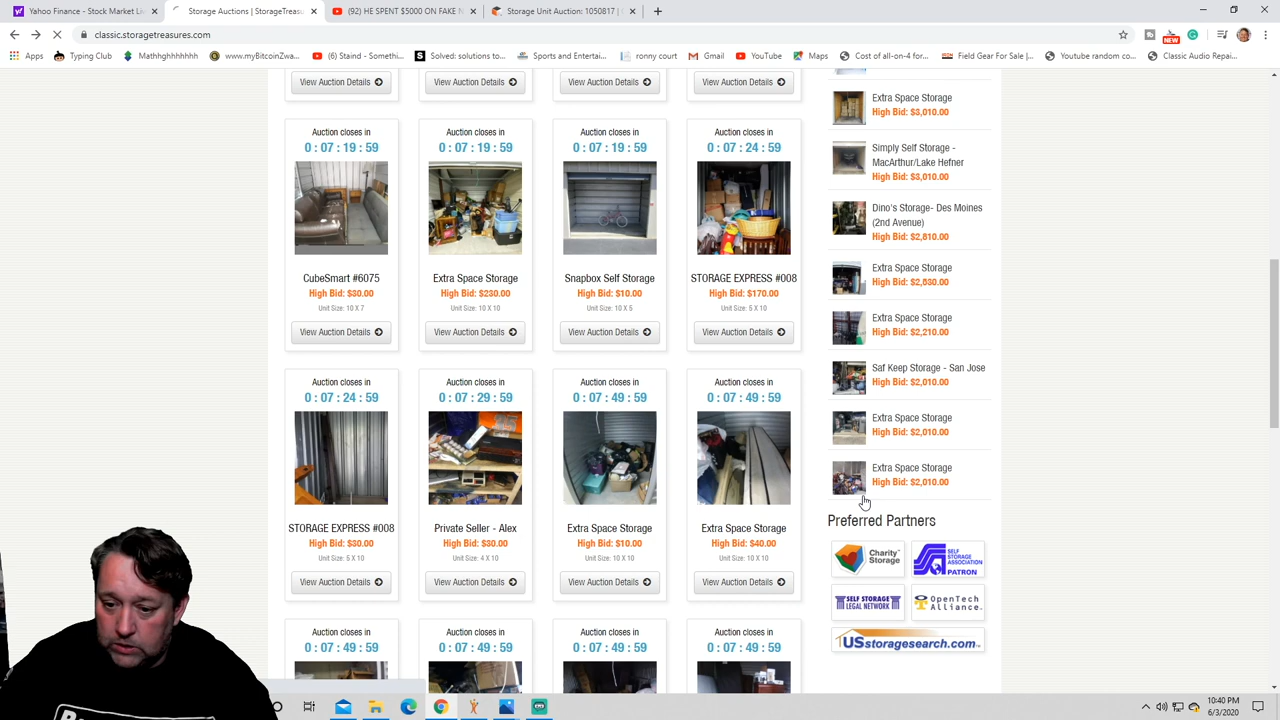 Yahoo Finance - Stock Market Liv
Storage Auctions | StorageTreasur
(92) HE SPENT $5000 ON FAKE N
Storage Unit Auction: 1050817 |
classic.storagetreasures.com
NEW
Apps
Typing Club
Mathhghhhhhhh
www.myBitcoinZwa...
(6) Staind - Somethi...
Solved: solutions to...
Sports and Entertai...
ronny court
Gmail
YouTube
Maps
Cost of all-on-4 for...
Field Gear For Sale |...
Youtube random co...
Classic Audio Repai...
View Auction Details
View Auction Details
View Auction Details
View Auction Details
Auction closes in
0 : 07 : 19 : 59
CubeSmart #6075
High Bid: $30.00
Unit Size: 10 X 7
View Auction Details
Auction closes in
0 : 07 : 19 : 59
Extra Space Storage
High Bid: $230.00
Unit Size: 10 X 10
View Auction Details
Auction closes in
0 : 07 : 19 : 59
Snapbox Self Storage
High Bid: $10.00
Unit Size: 10 X 5
View Auction Details
Auction closes in
0 : 07 : 24 : 59
STORAGE EXPRESS #008
High Bid: $170.00
Unit Size: 5 X 10
View Auction Details
Auction closes in
0 : 07 : 24 : 59
STORAGE EXPRESS #008
High Bid: $30.00
Unit Size: 5 X 10
View Auction Details
Auction closes in
0 : 07 : 29 : 59
Private Seller - Alex
High Bid: $30.00
Unit Size: 4 X 10
View Auction Details
Auction closes in
0 : 07 : 49 : 59
Extra Space Storage
High Bid: $10.00
Unit Size: 10 X 10
View Auction Details
Auction closes in
0 : 07 : 49 : 59
Extra Space Storage
High Bid: $40.00
Unit Size: 10 X 10
View Auction Details
Auction closes in
0 : 07 : 49 : 59
Auction closes in
0 : 07 : 49 : 59
Auction closes in
0 : 07 : 49 : 59
Auction closes in
0 : 07 : 49 : 59
Extra Space Storage
High Bid: $3,010.00
Simply Self Storage -
MacArthur/Lake Hefner
High Bid: $3,010.00
Dino's Storage- Des Moines
(2nd Avenue)
High Bid: $2,810.00
Extra Space Storage
Extra Space Storage
High Bid: $2,210.00
Saf Keep Storage - San Jose
High Bid: $2,010.00
Extra Space Storage
High Bid: $2,010.00
Extra Space Storage
High Bid: $2,010.00
Preferred Partners
Charity Storage
SELF STORAGE ASSOCIATION PATRON
SELF STORAGE LEGAL NETWORK
OpenTech Alliance.
USstoragesearch.com
10:40 PM
6/3/2020